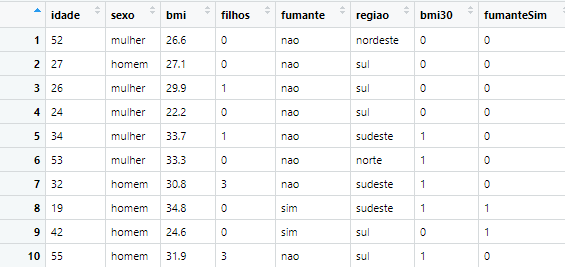 idade sexo bmi filhos fumante regiao bmi30 fumanteSim
1 52 mulher 26.6 0 nao nordeste 0 0
2 27 homem 27.1 0 nao sul 0 0
3 26 mulher 29.9 1 nao sul 0 0
4 24 mulher 22.2 0 nao sul 0 0
5 34 mulher 33.7 1 nao sudeste 1 0
6 53 mulher 33.3 0 nao norte 1 0
7 32 homem 30.8 3 nao sudeste 1 0
8 19 homem 34.8 0 sim sudeste 1 1
9 42 homem 24.6 0 sim sul 0 1
10 55 homem 31.9 3 nao sul 1 0